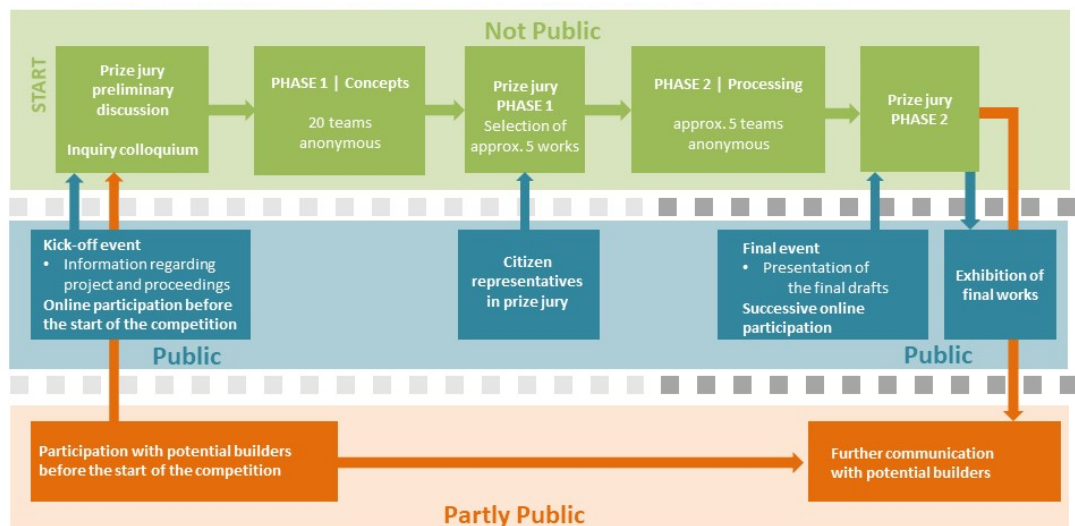 Not Public
START
Prize jury
preliminary
discussion
Inquiry colloquium
PHASE 1 | Concepts
20 teams
anonymous
Prize jury
PHASE 1
Selection of
approx. 5 works
PHASE 2 | Processing
approx. 5 teams
anonymous
Prize jury
PHASE 2
Kick-off event
• Information regarding
project and proceedings
Online participation before
the start of the competition
Citizen
representatives
in prize jury
Final event
• Presentation of
the final drafts
Successive online
participation
Exhibition of
final works
Public
Public
Participation with potential builders
before the start of the competition
Further communication
with potential builders
Partly Public